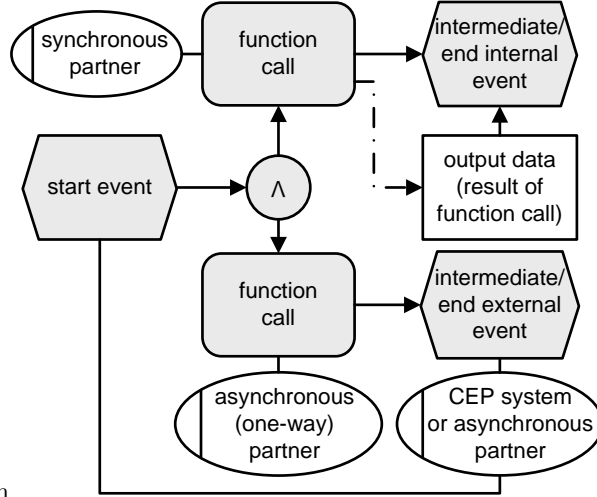 synchronous
partner
function
call
intermediate/
end internal
event
start event
Λ
output data
(result of
function call)
function
call
intermediate/
end external
event
asynchronous
(one-way)
partner
CEP system
or asynchronous
partner